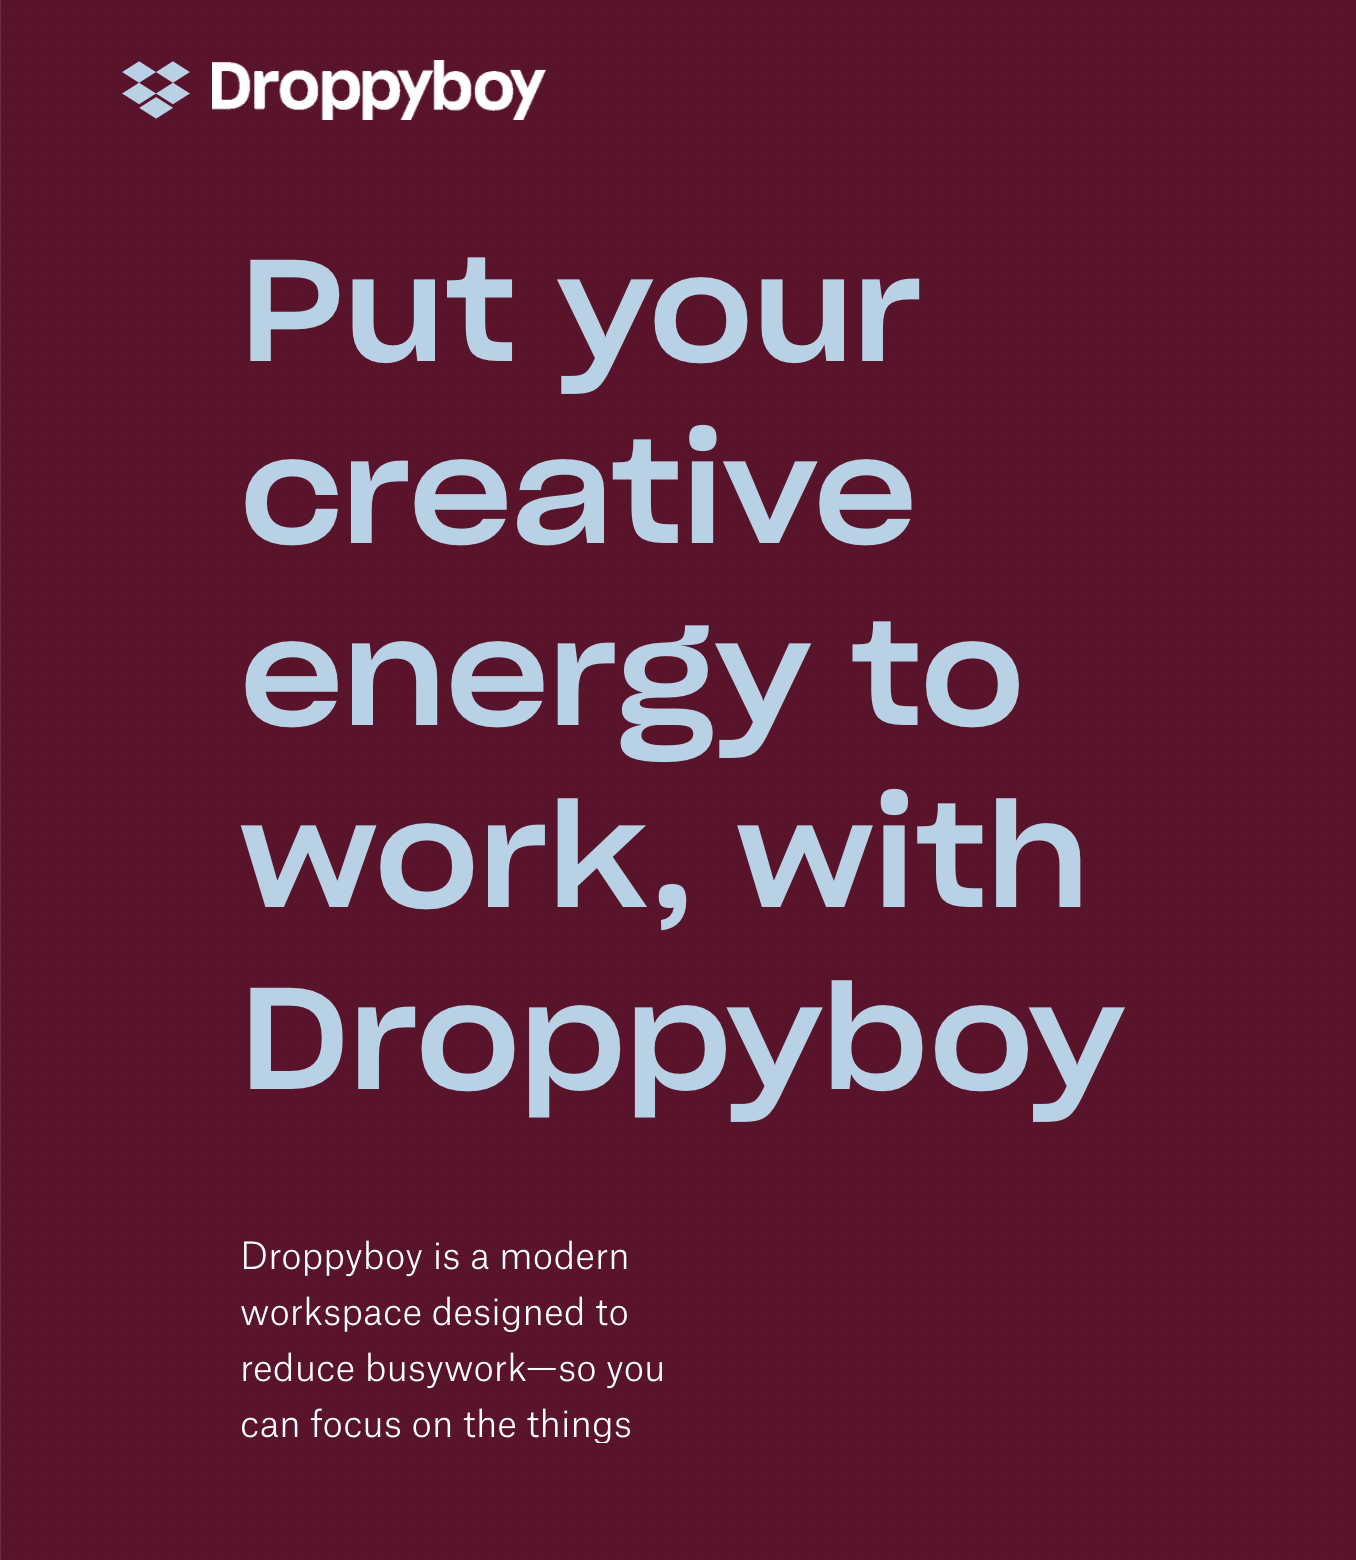 Droppyboy
Put your
creative
energy to
work, with
Droppyboy
Droppyboy is a modern
workspace designed to
reduce busywork—so you
can focus on the things